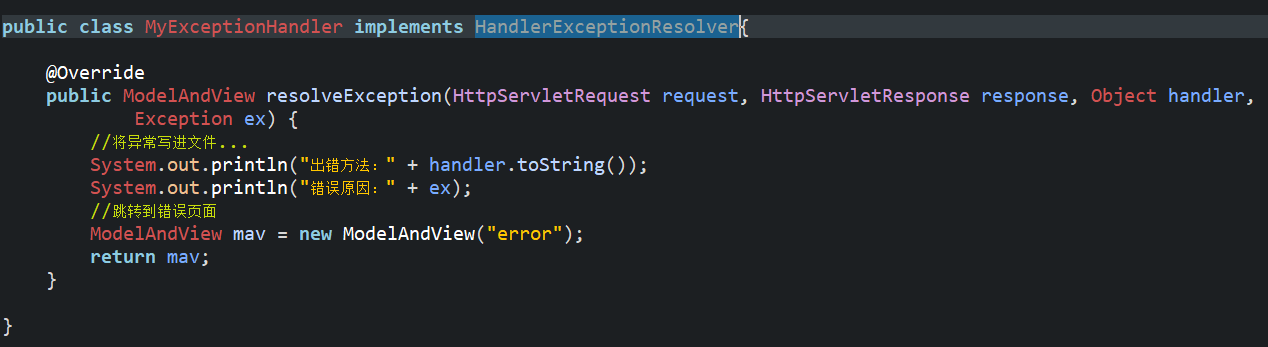 public class MyExceptionHandler implements HandlerExceptionResolver{
@Override
public ModelAndView resolveException(HttpServletRequest request, HttpServletResponse response, Object handler,
Exception ex) {
//将异常写进文件...
System.out.println("出错方法：" + handler.toString());
System.out.println("错误原因：" + ex);
//跳转到错误页面
ModelAndView mav = new ModelAndView("error");
return mav;
}
}